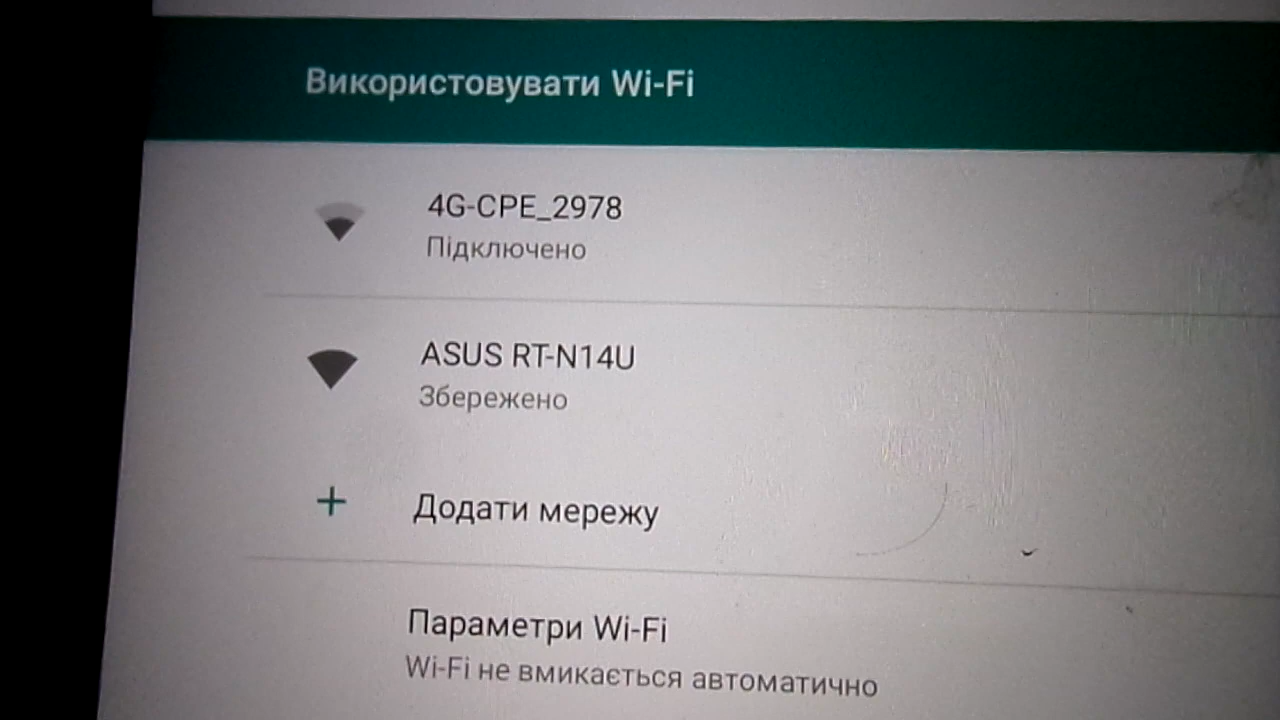 Використовувати Wi-Fi
4G-CPE_2978
Підключено
ASUS RT-N14U
Збережено
Додати мережу
Параметри Wi-Fi
Wi-Fi не вмикається автоматично